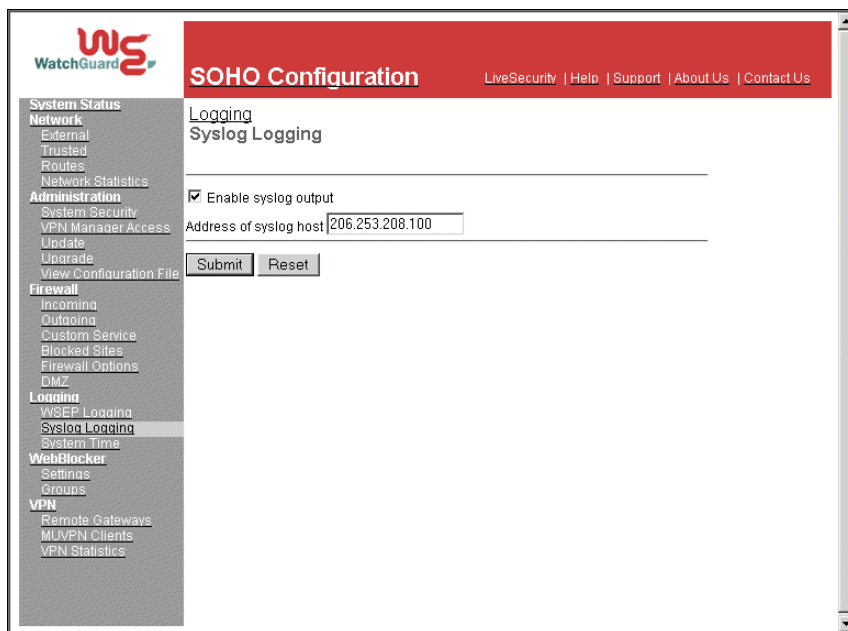 WatchGuard
SOHO Configuration
LiveSecurity | Help | Support | About Us | Contact Us
System Status
Network
External
Trusted
Routes
Network Statistics
Administration
System Security
VPN Manager Access
Update
Upgrade
View Configuration File
Firewall
Incoming
Outgoing
Custom Service
Blocked Sites
Firewall Options
DMZ
Logging
WSEP Logging
Syslog Logging
System Time
WebBlocker
Settings
Groups
VPN
Remote Gateways
MUVPN Clients
VPN Statistics
Logging
Syslog Logging
Enable syslog output
Address of syslog host 206.253.208.100
Submit Reset